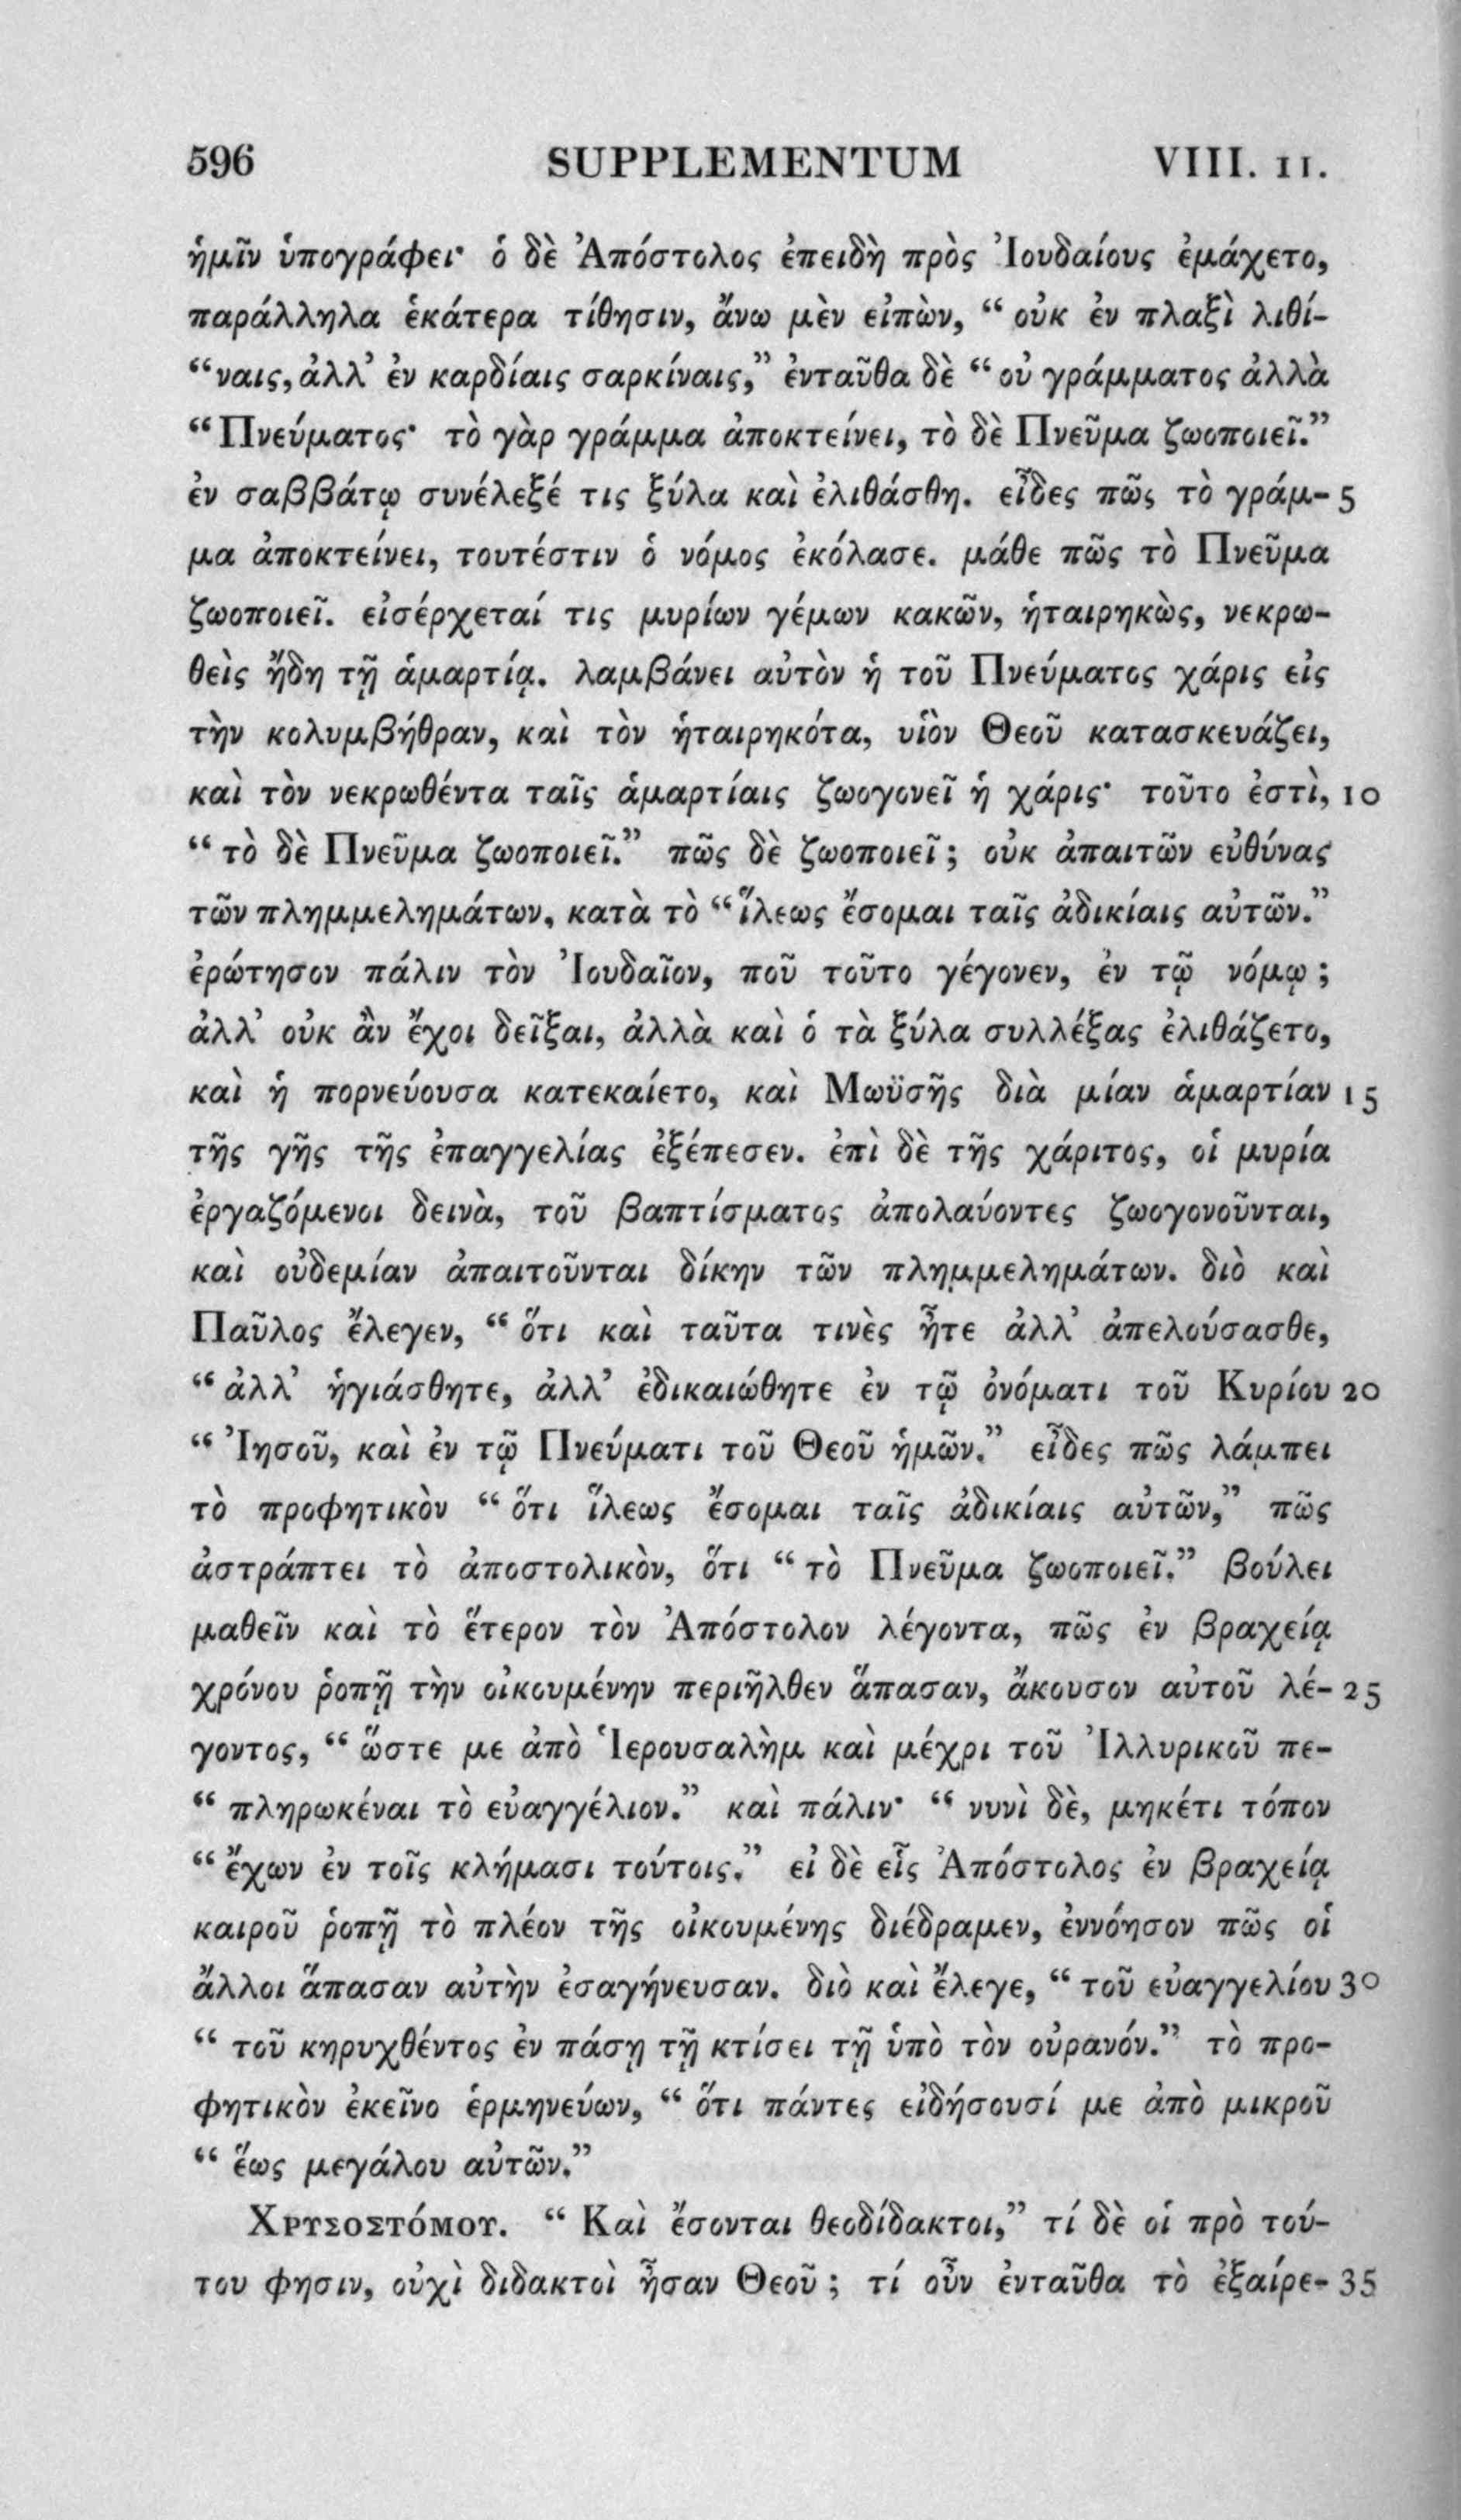 596 SUPPLEMENTUM VIII. 11.
ἡμῖν ὑπογράφει· ὁ δὲ Ἀπόστολος ἐπειδὴ πρὸς Ἰουδαίους ἐμάχετο,
παράλληλα ἑκάτερα τίθησιν, ἄνω μὲν εἰπὼν, “ οὐκ ἐν πλαξὶ λιθί-
“ναις, ἀλλ’ ἐν καρδίαις σαρκίναις,” ἐνταῦθα δὲ “ οὐ γράμματος ἀλλὰ
“Πνεύματος· τὸ γὰρ γράμμα ἀποκτείνει, τὸ δὲ Πνεῦμα ζωοποιεῖ.”
ἐν σαββάτῳ συνέλεξέ τις ξύλα καὶ ἐλιθάσθη. εἶδες πῶς τὸ γράμ- 5
μα ἀποκτείνει, τουτέστιν ὁ νόμος ἐκόλασε. μάθε πῶς τὸ Πνεῦμα
ζωοποιεῖ. εἰσέρχεταί τις μυρίων γέμων κακῶν, ἡταιρηκὼς, νεκρω-
θεὶς ἤδη τῇ ἁμαρτίᾳ. λαμβάνει αὐτὸν ἡ τοῦ Πνεύματος χάρις εἰς
τὴν κολυμβήθραν, καὶ τὸν ἡταιρηκότα, υἱὸν Θεοῦ κατασκευάζει,
καὶ τὸν νεκρωθέντα ταῖς ἁμαρτίαις ζωογονεῖ ἡ χάρις· τοῦτο ἐστὶ, 10
“ τὸ δὲ Πνεῦμα ζωοποιεῖ.” πῶς δὲ ζωοποιεῖ ; οὐκ ἀπαιτῶν εὐθύνας
τῶν πλημμελημάτων, κατὰ τὸ “ ἵλεως ἔσομαι ταῖς ἀδικίαις αὐτῶν.”
ἐρώτησον πάλιν τὸν Ἰουδαῖον, ποῦ τοῦτο γέγονεν, ἐν τῷ νόμῳ ;
ἀλλ’ οὐκ ἂν ἔχοι δεῖξαι, ἀλλὰ καὶ ὁ τὰ ξύλα συλλέξας ἐλιθάζετο,
καὶ ἡ πορνεύουσα κατεκαίετο, καὶ Μωϋσῆς διὰ μίαν ἁμαρτίαν 15
τῆς γῆς τῆς ἐπαγγελίας ἐξέπεσεν. ἐπὶ δὲ τῆς χάριτος, οἱ μυρία
ἐργαζόμενοι δεινὰ, τοῦ βαπτίσματος ἀπολαύοντες ζωογονοῦνται,
καὶ οὐδεμίαν ἀπαιτοῦνται δίκην τῶν πλημμελημάτων. διὸ καὶ
Παῦλος ἔλεγεν, “ ὅτι καὶ ταῦτα τινὲς ἦτε ἀλλ’ ἀπελούσασθε,
“ ἀλλ’ ἡγιάσθητε, ἀλλ’ ἐδικαιώθητε ἐν τῷ ὀνόματι τοῦ Κυρίου 20
“ Ἰησοῦ, καὶ ἐν τῷ Πνεύματι τοῦ Θεοῦ ἡμῶν.” εἶδες πῶς λάμπει
τὸ προφητικὸν “ ὅτι ἵλεως ἔσομαι ταῖς ἀδικίαις αὐτῶν,” πῶς
ἀστράπτει τὸ ἀποστολικὸν, ὅτι “ τὸ Πνεῦμα ζωοποιεῖ.” βούλει
μαθεῖν καὶ τὸ ἕτερον τὸν Ἀπόστολον λέγοντα, πῶς ἐν βραχείᾳ
χρόνου ῥοπῇ τὴν οἰκουμένην περιῆλθεν ἅπασαν, ἄκουσον αὐτοῦ λέ- 25
γοντος, “ ὥστε με ἀπὸ Ἱερουσαλὴμ καὶ μέχρι τοῦ Ἰλλυρικοῦ πε-
“ πληρωκέναι τὸ εὐαγγέλιον.” καὶ πάλιν· “ νυνὶ δὲ, μηκέτι τόπον
“ ἔχων ἐν τοῖς κλήμασι τούτοις.” εἰ δὲ εἷς Ἀπόστολος ἐν βραχείᾳ
καιροῦ ῥοπῇ τὸ πλέον τῆς οἰκουμένης διέδραμεν, ἐννόησον πῶς οἱ
ἄλλοι ἅπασαν αὐτὴν ἐσαγήνευσαν. διὸ καὶ ἔλεγε, “ τοῦ εὐαγγελίου 30
“ τοῦ κηρυχθέντος ἐν πάσῃ τῇ κτίσει τῇ ὑπὸ τὸν οὐρανόν.” τὸ προ-
φητικὸν ἐκεῖνο ἑρμηνεύων, “ ὅτι πάντες εἰδήσουσί με ἀπὸ μικροῦ
“ ἕως μεγάλου αὐτῶν.”
Χρυσοστόμου. “ Καὶ ἔσονται θεοδίδακτοι,” τί δὲ οἱ πρὸ τού-
του φησιν, οὐχὶ διδακτοὶ ἦσαν Θεοῦ ; τί οὖν ἐνταῦθα τὸ ἐξαίρε- 35